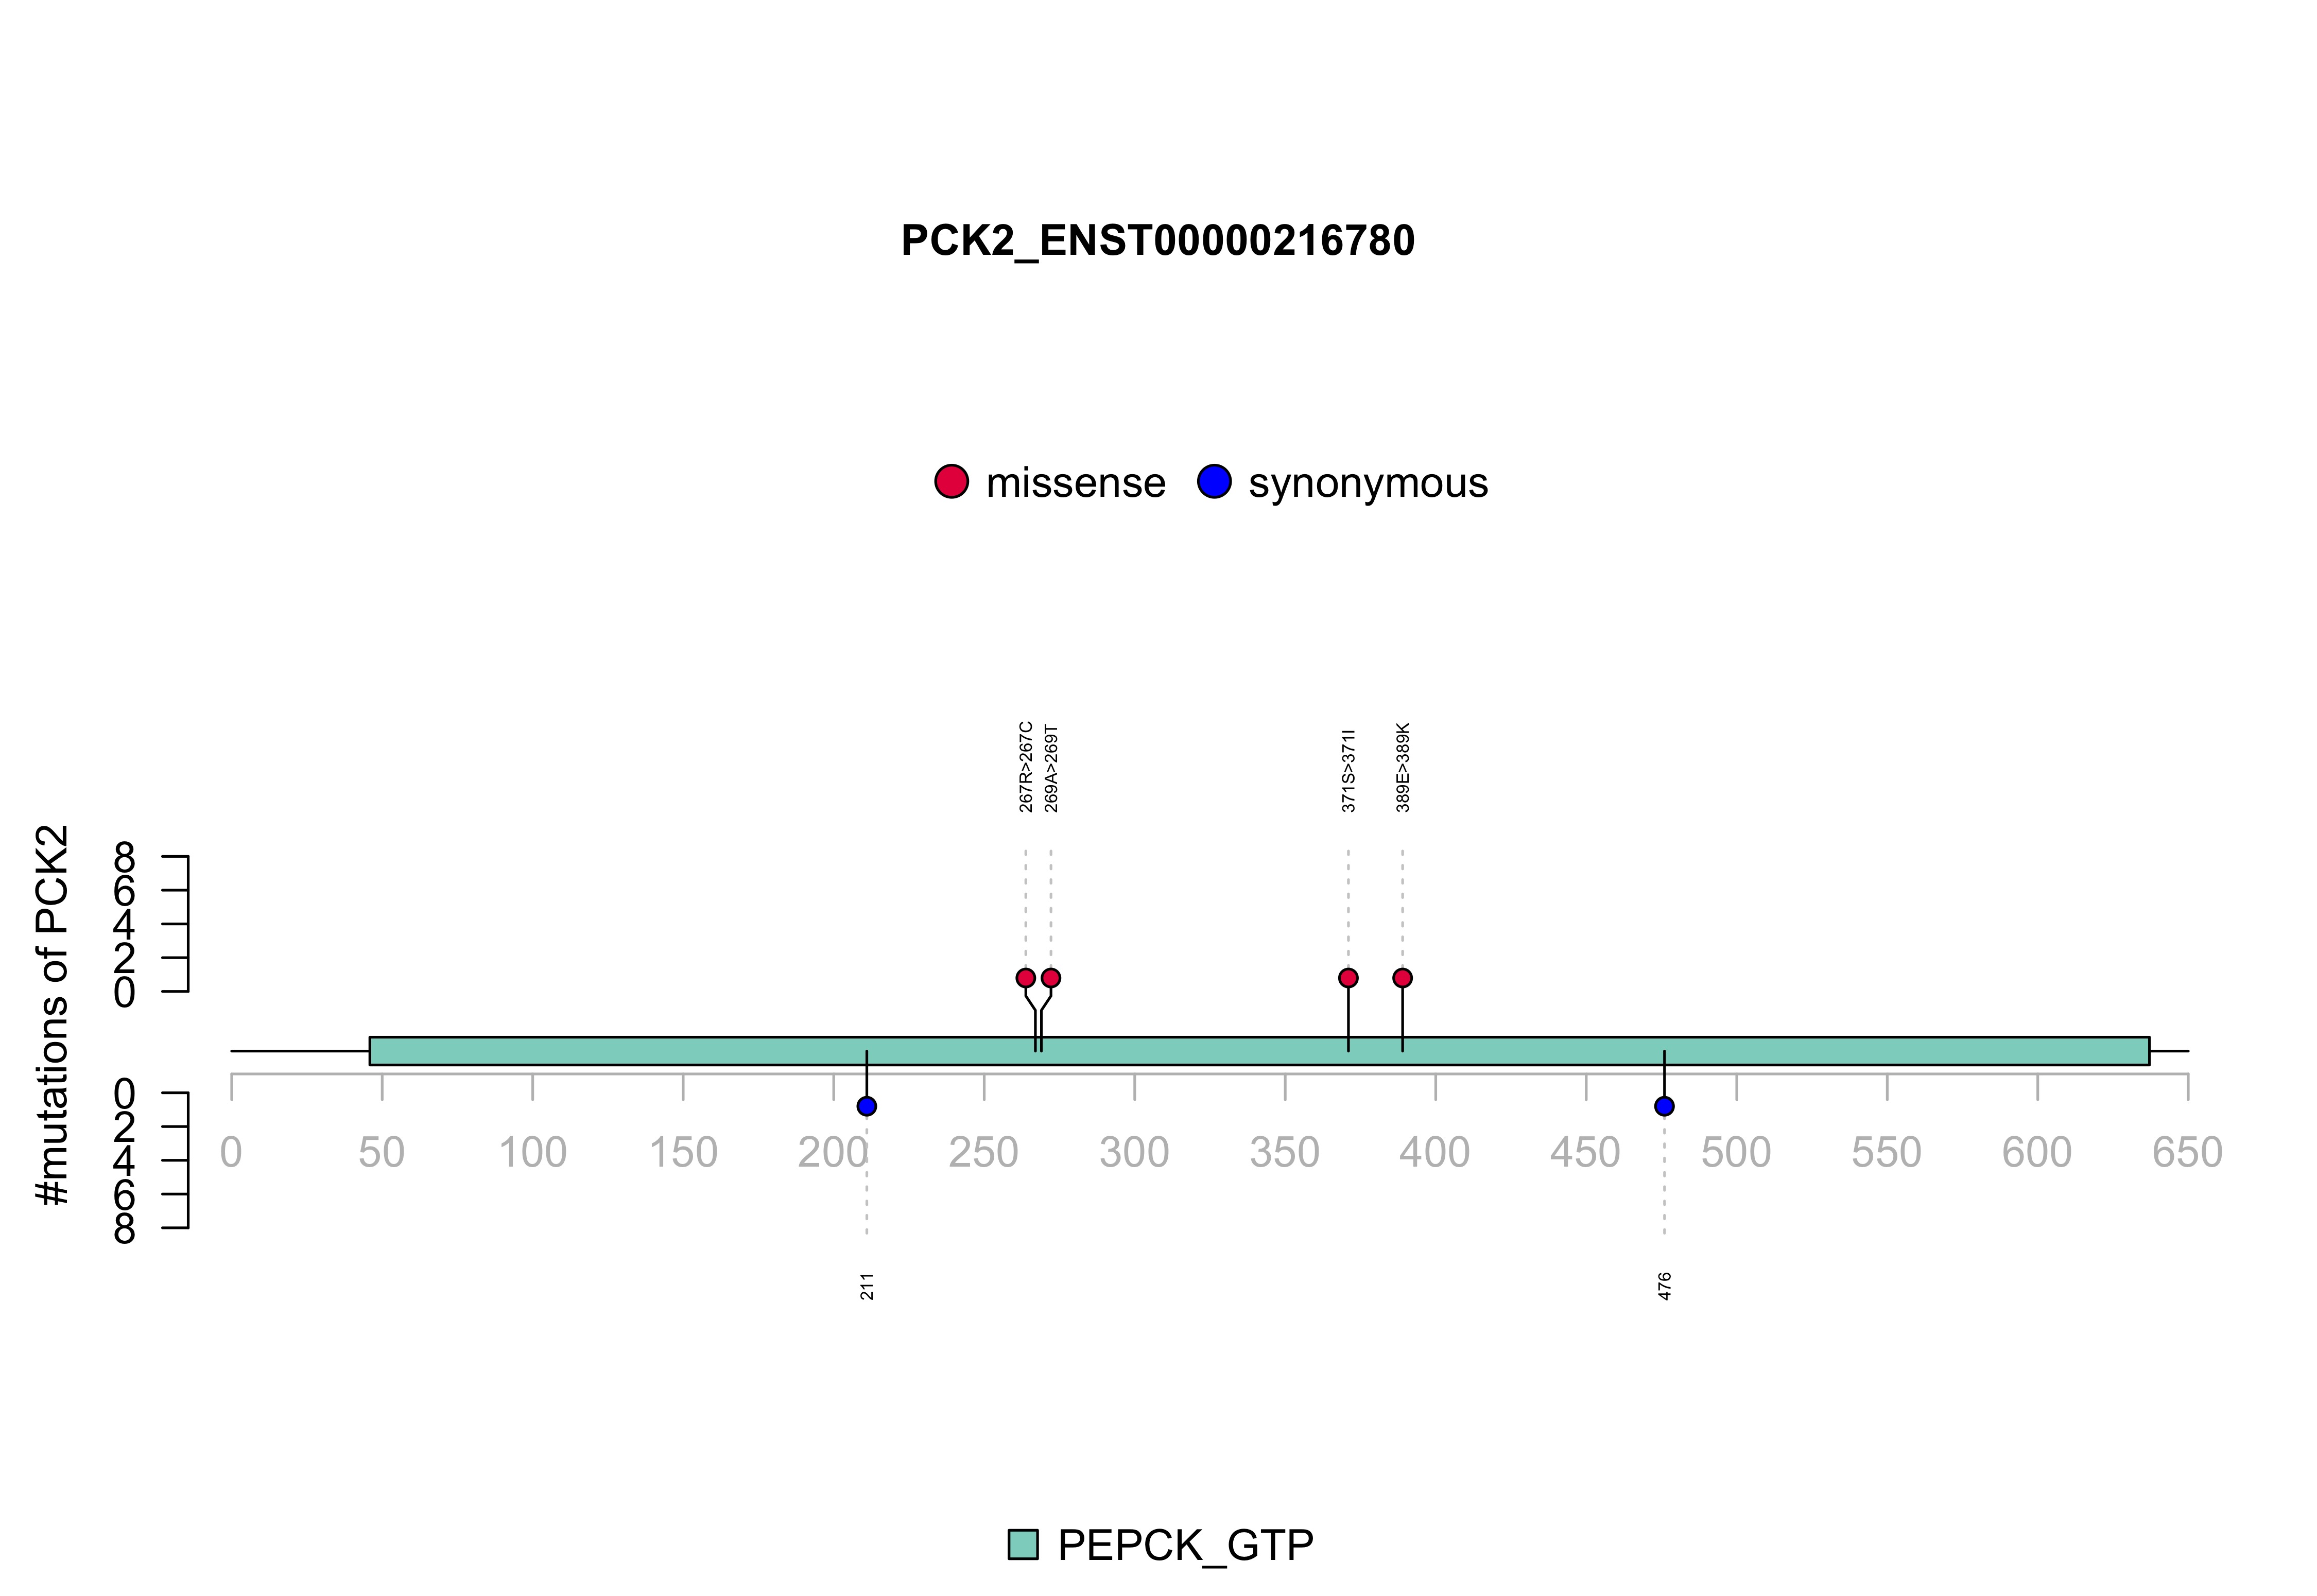 PCK2_ENST00000216780
missense
synonymous
267R>267C
269A>269T
371S>371I
389E>389K
#mutations of PCK2
8
6
4
2
0
0
2
4
6
8
0 50 100 150 200 250 300 350 400 450 500 550 600 650
211
476
PEPCK_GTP